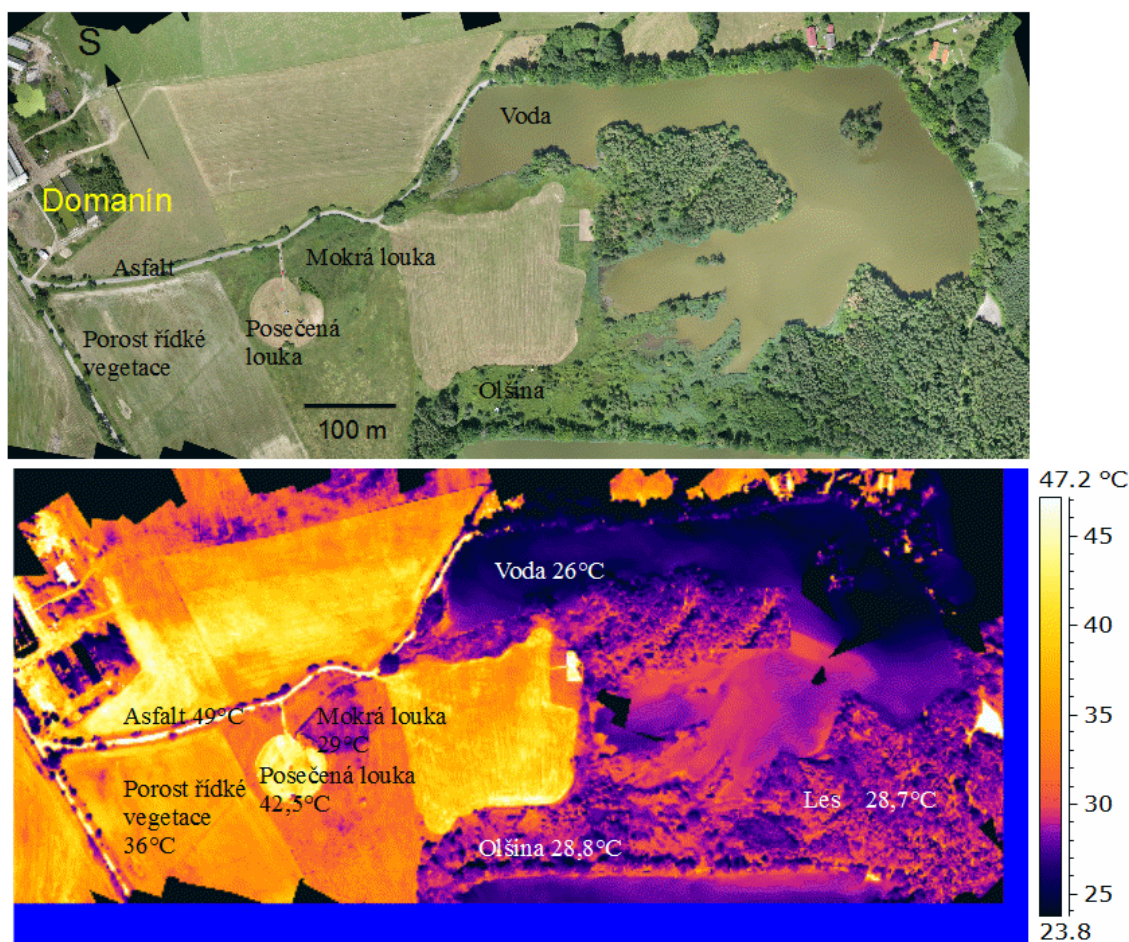 S
Voda
Domanín
Mokrá louka
Asfalt
Posečená
louka
Porost řídké
vegetace
Olšina
100 m
47.2 °C
45
40
35
30
25
23.8
Voda 26°C
Asfalt 49°C
Mokrá louka
29°C
Posečená louka
42,5°C
Porost řídké
vegetace
36°C
Les 28,7°C
Olšina 28,8°C